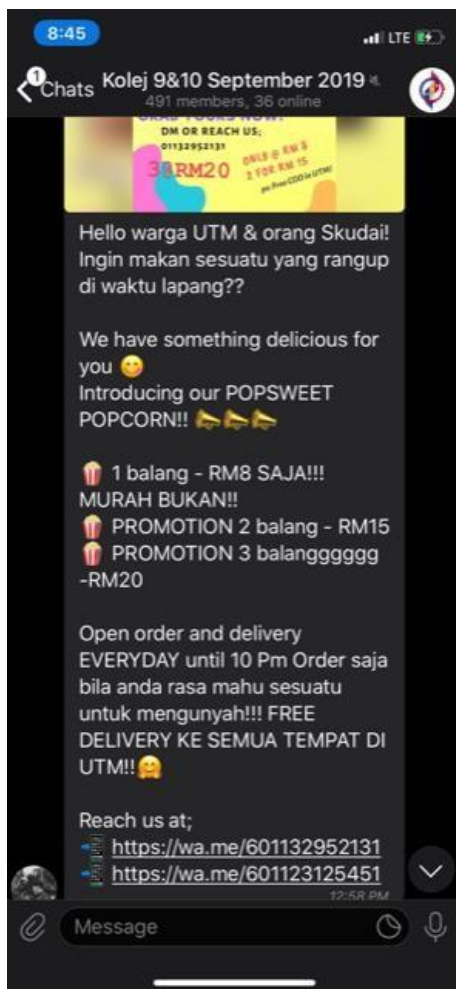 8:45
LTE
1
Chats
Kolej 9&10 September 2019
491 members, 36 online
GRAB YOURS NOW!
DM OR REACH US;
01132952131
3BRM20
ONLB @ RM 8
2 FOR RM 15
Hello warga UTM & orang Skudai!
Ingin makan sesuatu yang rangup
di waktu lapang??
We have something delicious for
you 😋
Introducing our POPSWEET
POPCORN!! 📣📣📣
🍿 1 balang - RM8 SAJA!!!
MURAH BUKAN!!
🍿 PROMOTION 2 balang - RM15
🍿 PROMOTION 3 balangggggg
-RM20
Open order and delivery
EVERYDAY until 10 Pm Order saja
bila anda rasa mahu sesuatu
untuk mengunyah!!! FREE
DELIVERY KE SEMUA TEMPAT DI
UTM!!🤗
Reach us at;
📲 https://wa.me/601132952131
📲 https://wa.me/601123125451
12:58 PM
Message